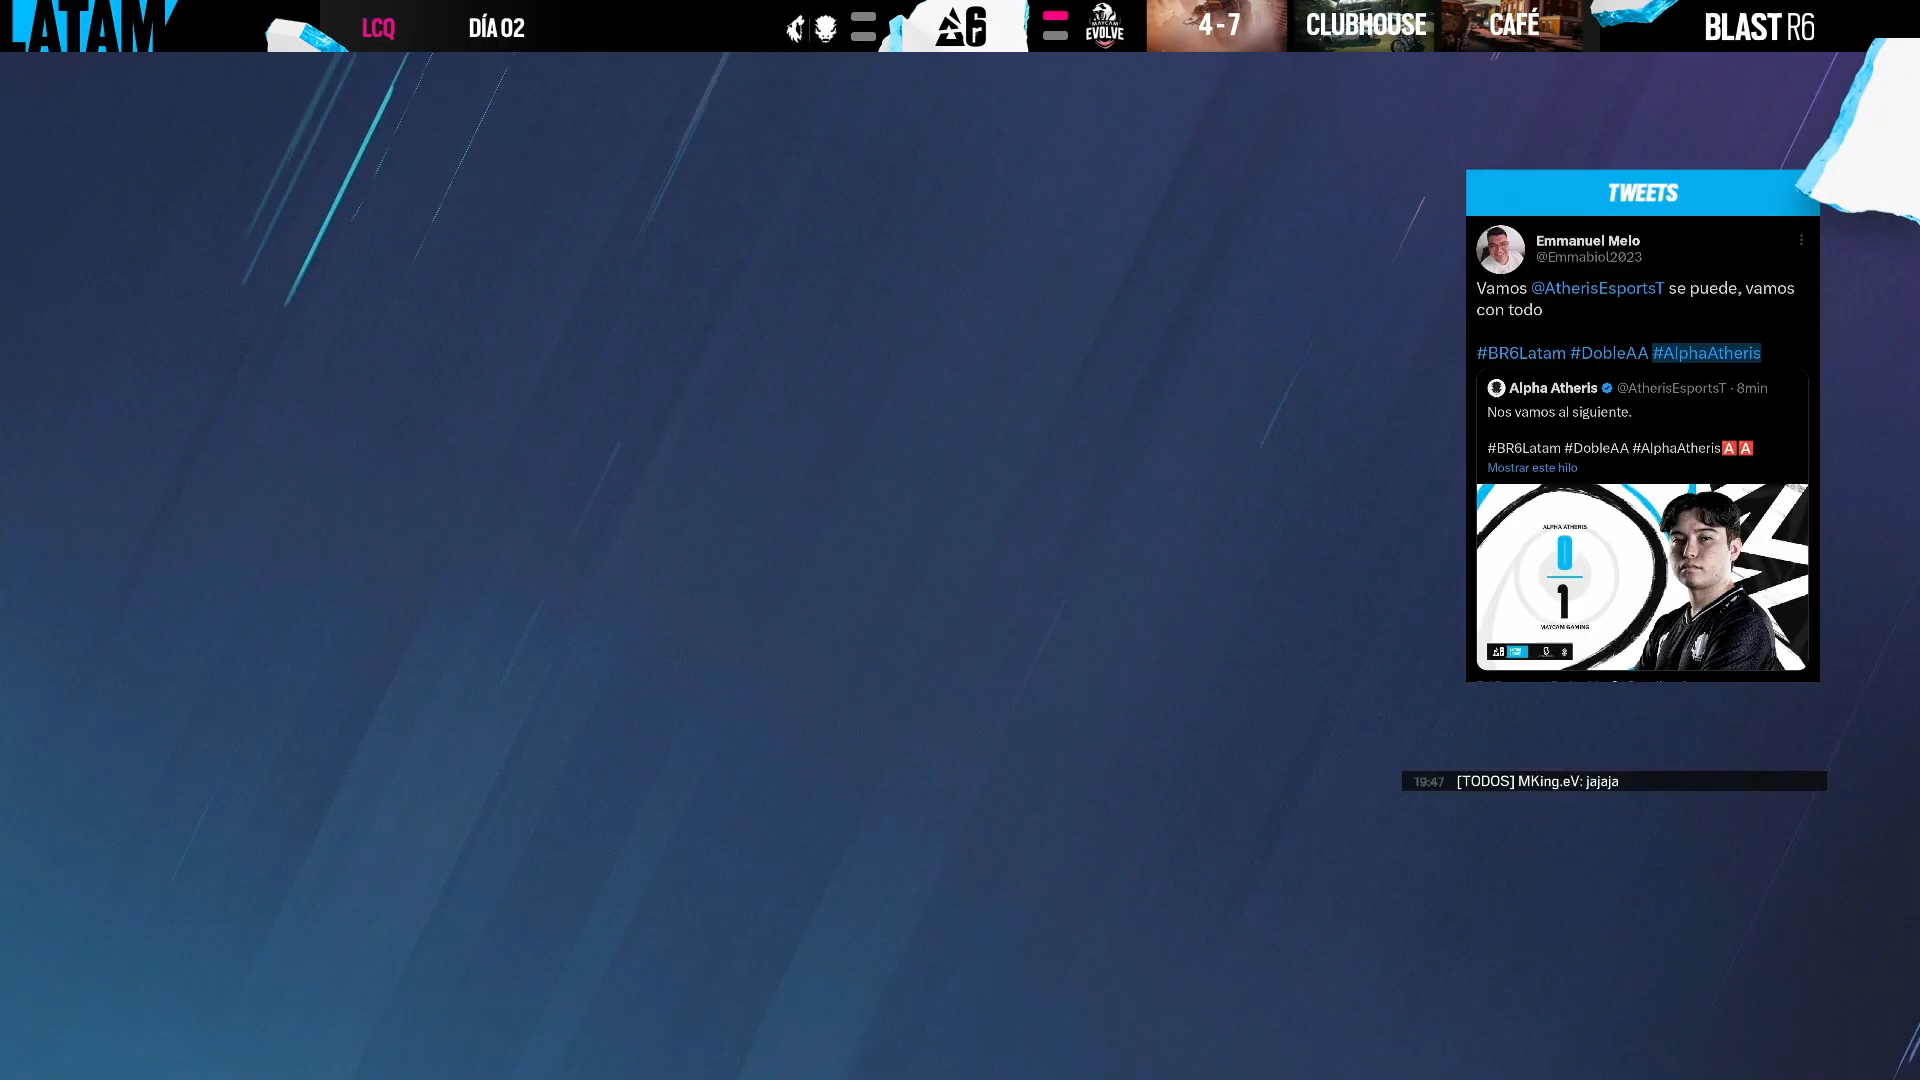 LATAM
LCQ
DÍA 02
6
MAYCAM
EVOLVE
4 - 7
CLUBHOUSE
CAFÉ
BLAST R6
TWEETS
Emmanuel Melo
@Emmabiol2023
Vamos @AtherisEsportsT se puede, vamos
con todo
#BR6Latam #DobleAA #AlphaAtheris
Alpha Atheris @AtherisEsportsT · 8min
Nos vamos al siguiente.
#BR6Latam #DobleAA #AlphaAtheris🅰🅰
Mostrar este hilo
ALPHA ATHERIS
0
1
MAYCAM GAMING
19:47 [TODOS] MKing.eV: jajaja